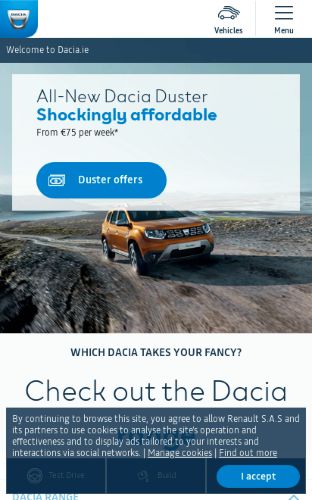 DACIA
Vehicles
Menu
Welcome to Dacia.ie
All-New Dacia Duster
Shockingly affordable
From €75 per week*
Duster offers
WHICH DACIA TAKES YOUR FANCY?
Check out the Dacia
range
By continuing to browse this site, you agree to allow Renault S.A.S and
its partners to use cookies to analyse the site's operation and
effectiveness and to display ads tailored to your interests and
interactions via social networks. | Manage cookies | Find out more
Test Drive
Build
I accept
DACIA RANGE